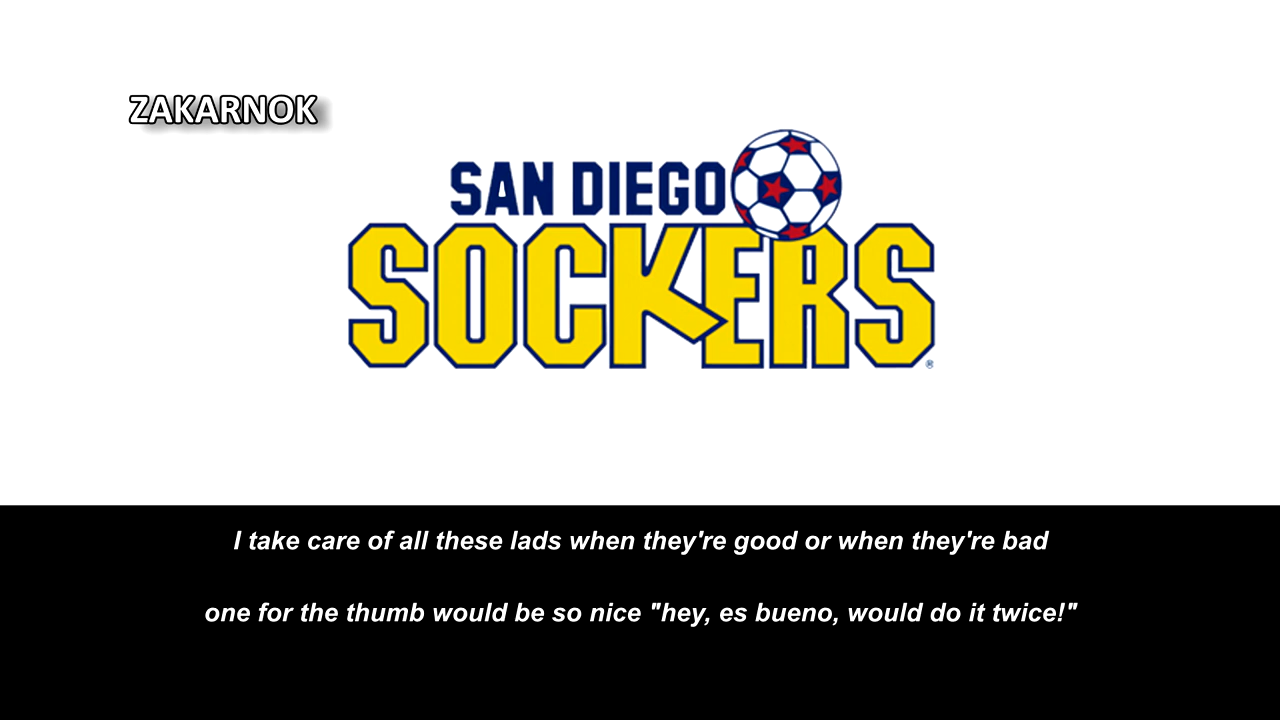 ZAKARNOK
SAN DIEGO
SOCKERS
®
I take care of all these lads when they're good or when they're bad
one for the thumb would be so nice "hey, es bueno, would do it twice!"